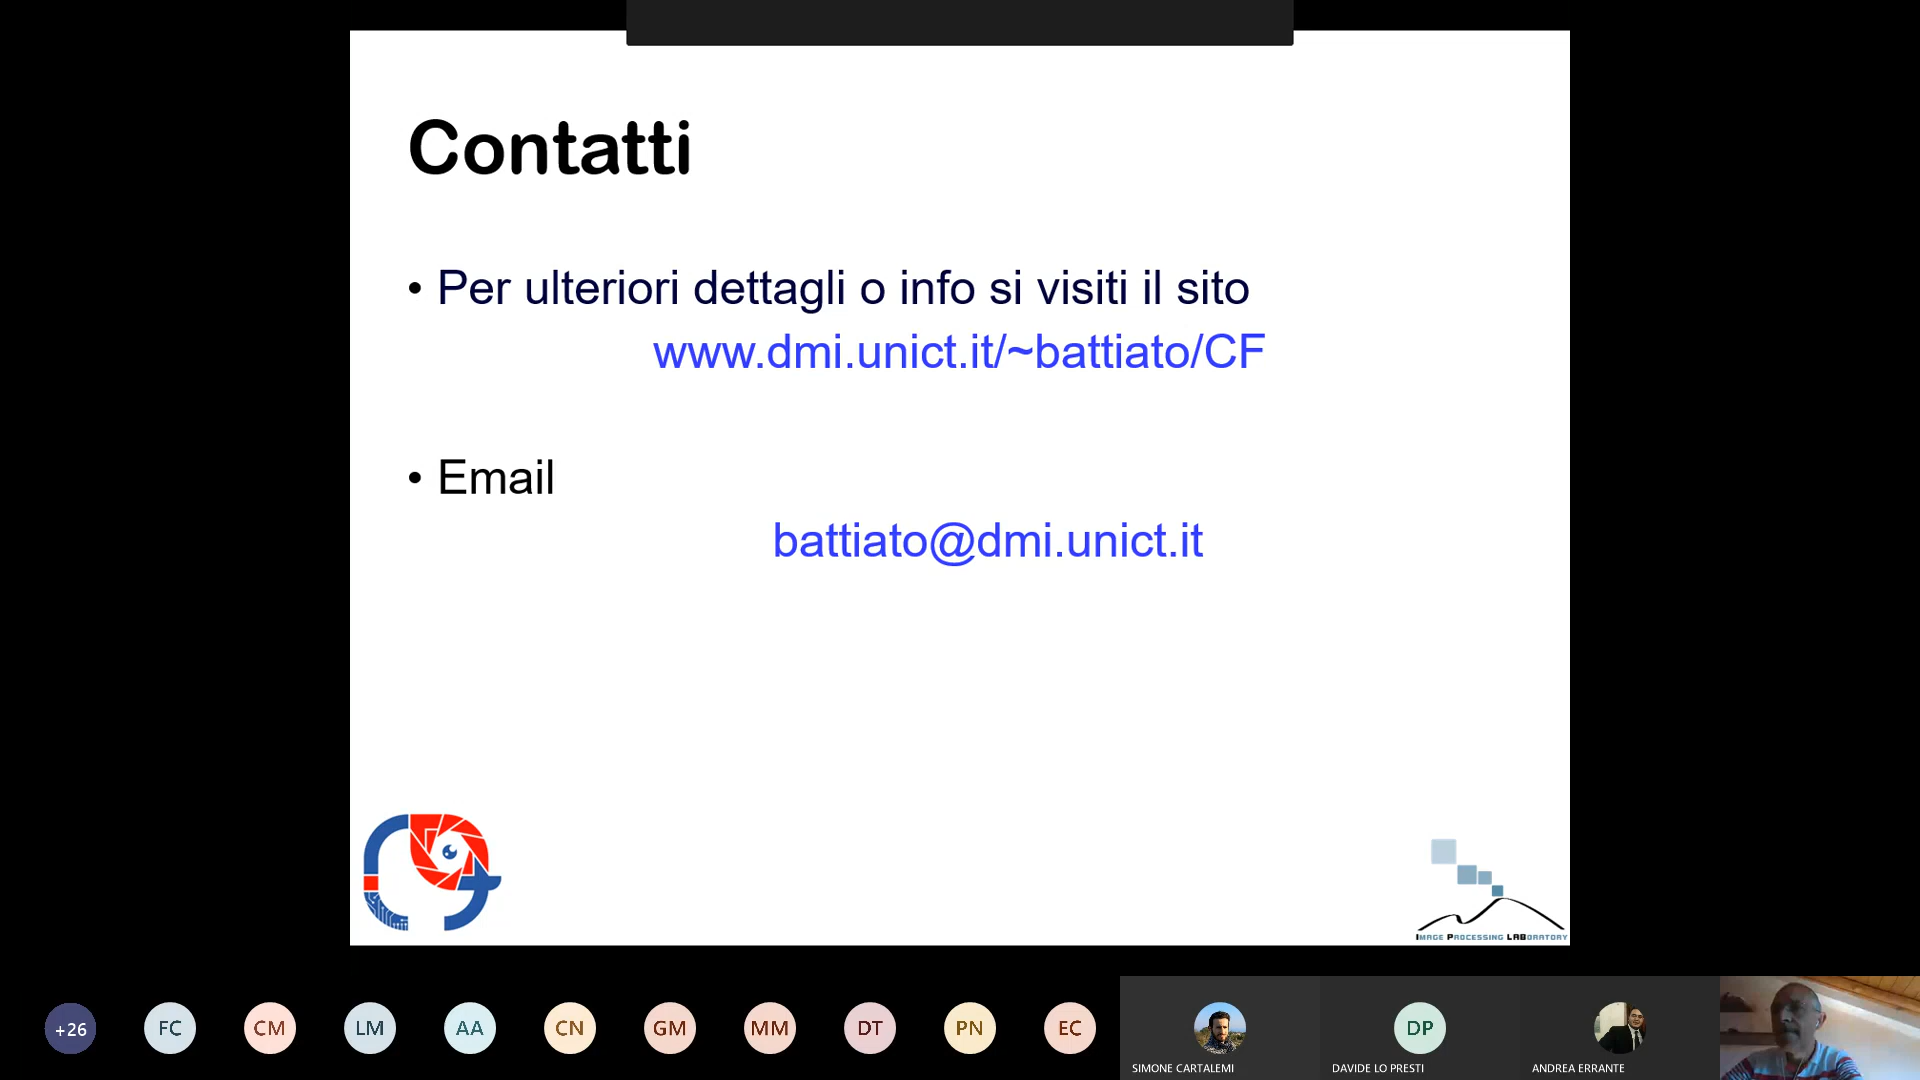 Contatti
• Per ulteriori dettagli o info si visiti il sito
www.dmi.unict.it/~battiato/CF
• Email
battiato@dmi.unict.it
IMAGE PROCESSING LABORATORY
+26
FC
CM
LM
AA
CN
GM
MM
DT
PN
EC
DP
SIMONE CARTALEMI
DAVIDE LO PRESTI
ANDREA ERRANTE